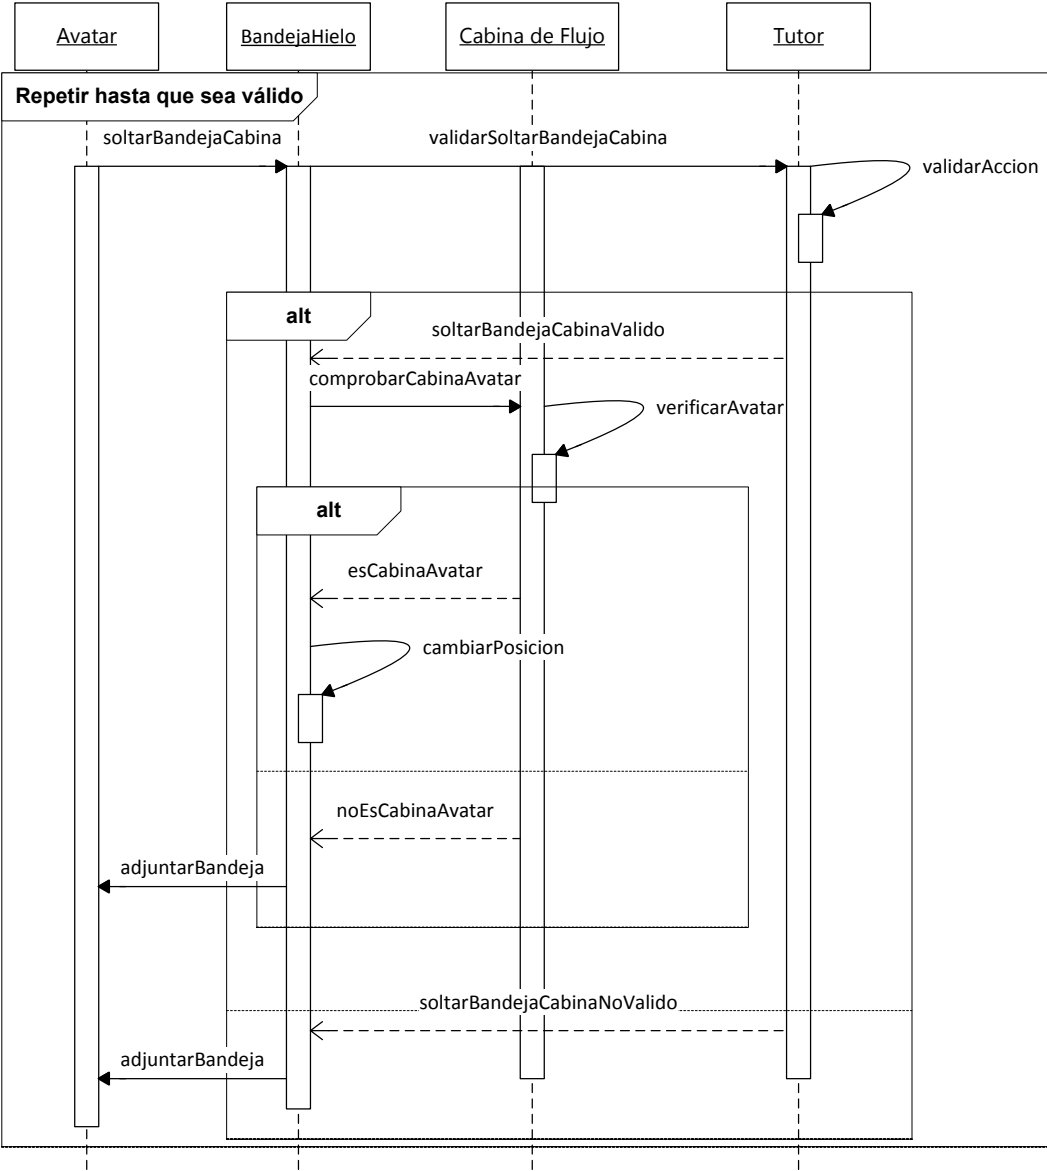 Avatar
BandejaHielo
Cabina de Flujo
Tutor
Repetir hasta que sea válido
soltarBandejaCabina
validarSoltarBandejaCabina
validarAccion
alt
soltarBandejaCabinaValido
comprobarCabinaAvatar
verificarAvatar
alt
esCabinaAvatar
cambiarPosicion
noEsCabinaAvatar
adjuntarBandeja
soltarBandejaCabinaNoValido
adjuntarBandeja